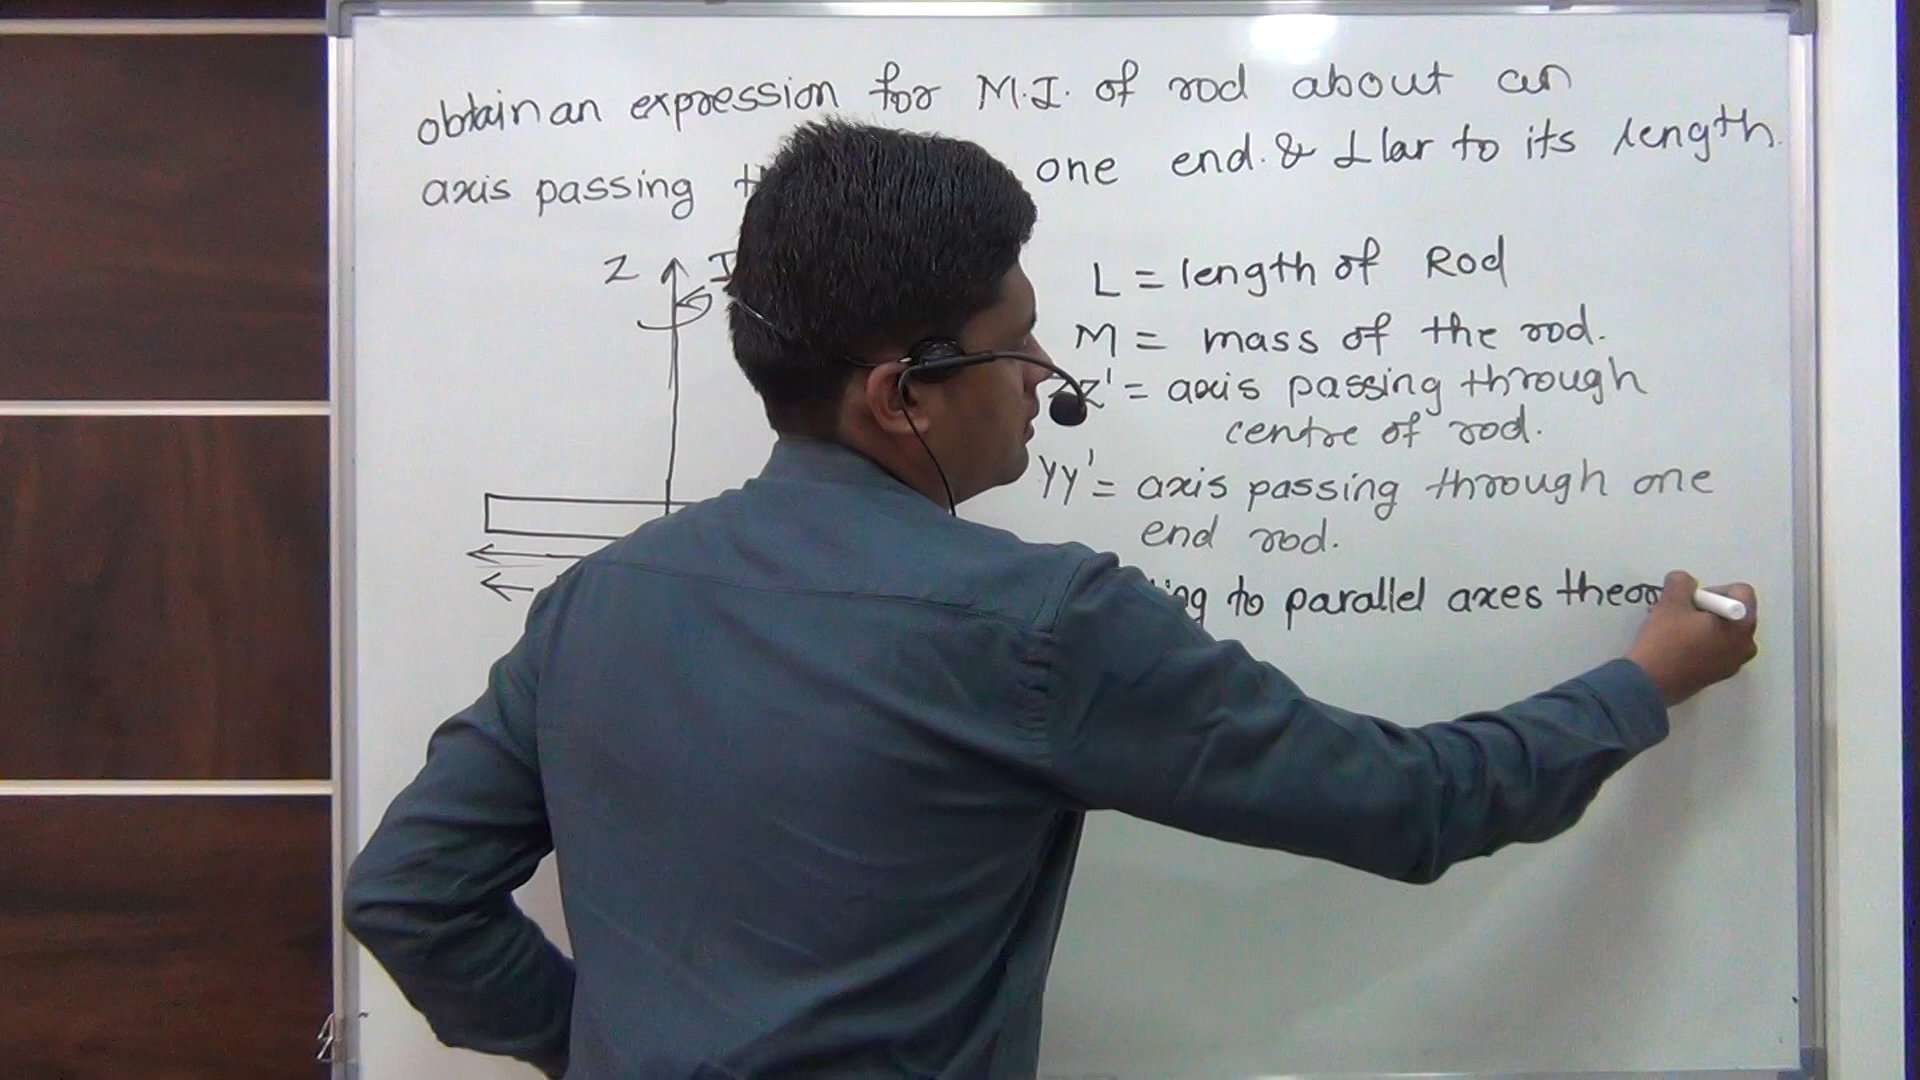 obtain an expression for M.I. of rod about an
axis passing one end. & ⊥lar to its length.
Z I
L = length of Rod
M = mass of the rod.
ZZ' = axis passing through
centre of rod.
YY' = axis passing through one
end rod.
to parallel axes theor